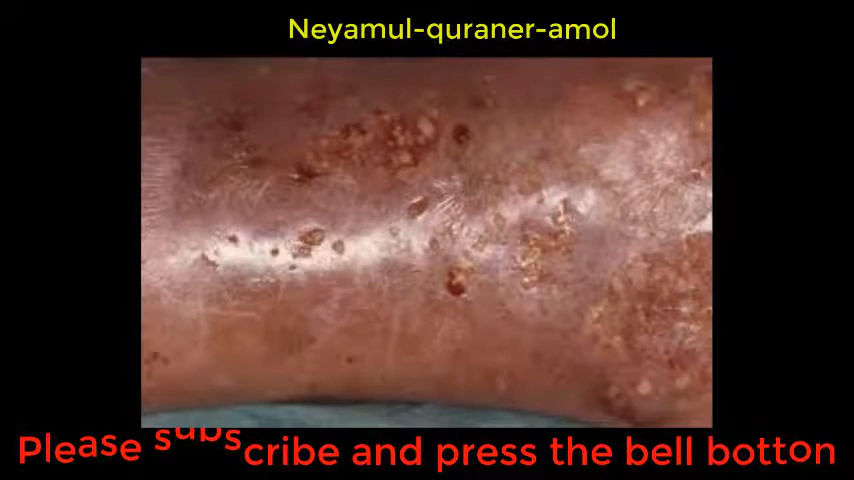 Neyamul-quraner-amol
Please subscribe and press the bell botton